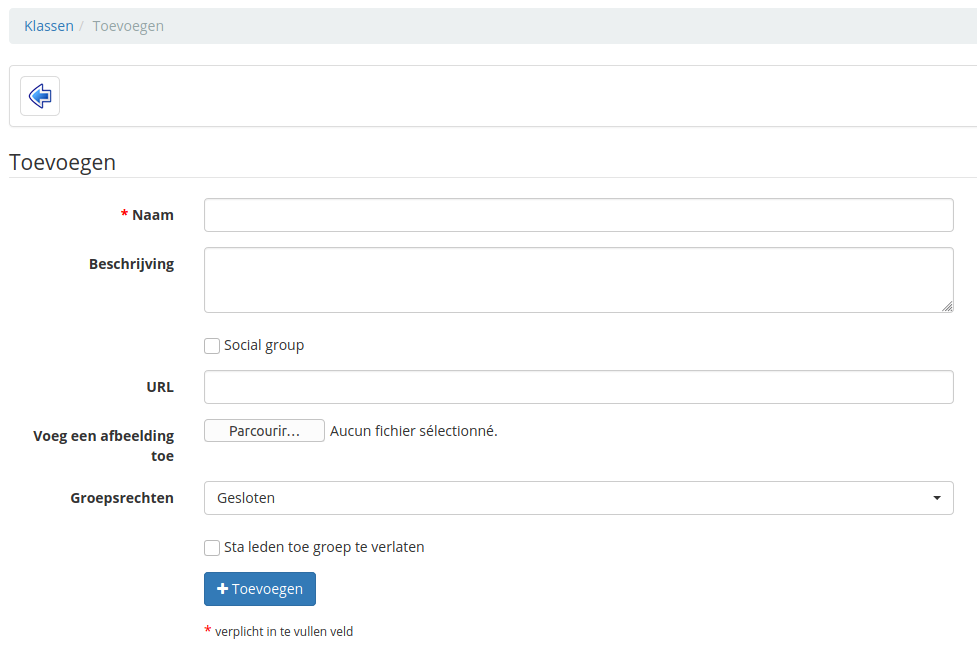 Klassen / Toevoegen
Toevoegen
* Naam
Beschrijving
Social group
URL
Voeg een afbeelding
toe
Parcourir... Aucun fichier sélectionné.
Groepsrechten
Gesloten
Sta leden toe groep te verlaten
Toevoegen
* verplicht in te vullen veld